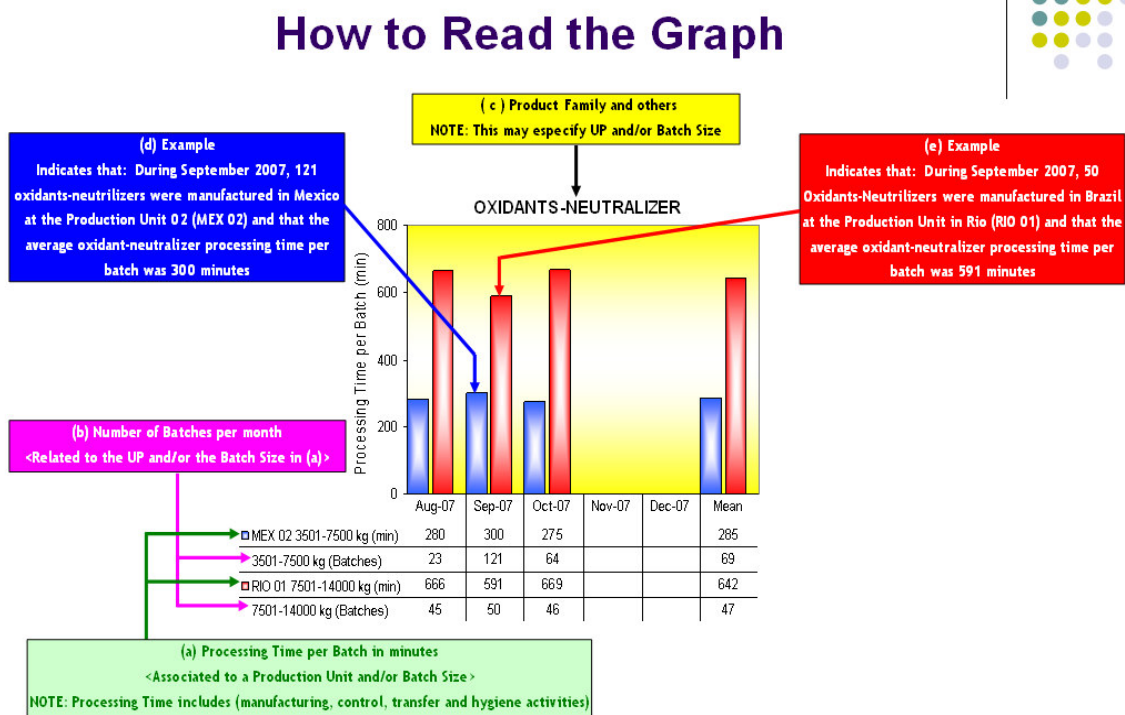 How to Read the Graph
( c ) Product Family and others
NOTE: This may especify UP and/or Batch Size
(d) Example
Indicates that: During September 2007, 121
oxidants-neutrilizers were manufactured in Mexico
at the Production Unit 02 (MEX 02) and that the
average oxidant-neutralizer processing time per
batch was 300 minutes
(e) Example
Indicates that: During September 2007, 50
Oxidants-Neutrilizers were manufactured in Brazil
at the Production Unit in Rio (RIO 01) and that the
average oxidant-neutralizer processing time per
batch was 591 minutes
OXIDANTS-NEUTRALIZER
Processing Time per Batch (min)
800
600
400
200
0
(b) Number of Batches per month
<Related to the UP and/or the Batch Size in (a)>
Aug-07 Sep-07 Oct-07 Nov-07 Dec-07 Mean
MEX 02 3501-7500 kg (min) 280 300 275 285
3501-7500 kg (Batches) 23 121 64 69
RIO 01 7501-14000 kg (min) 666 591 669 642
7501-14000 kg (Batches) 45 50 46 47
(a) Processing Time per Batch in minutes
<Associated to a Production Unit and/or Batch Size>
NOTE: Processing Time includes (manufacturing, control, transfer and hygiene activities)